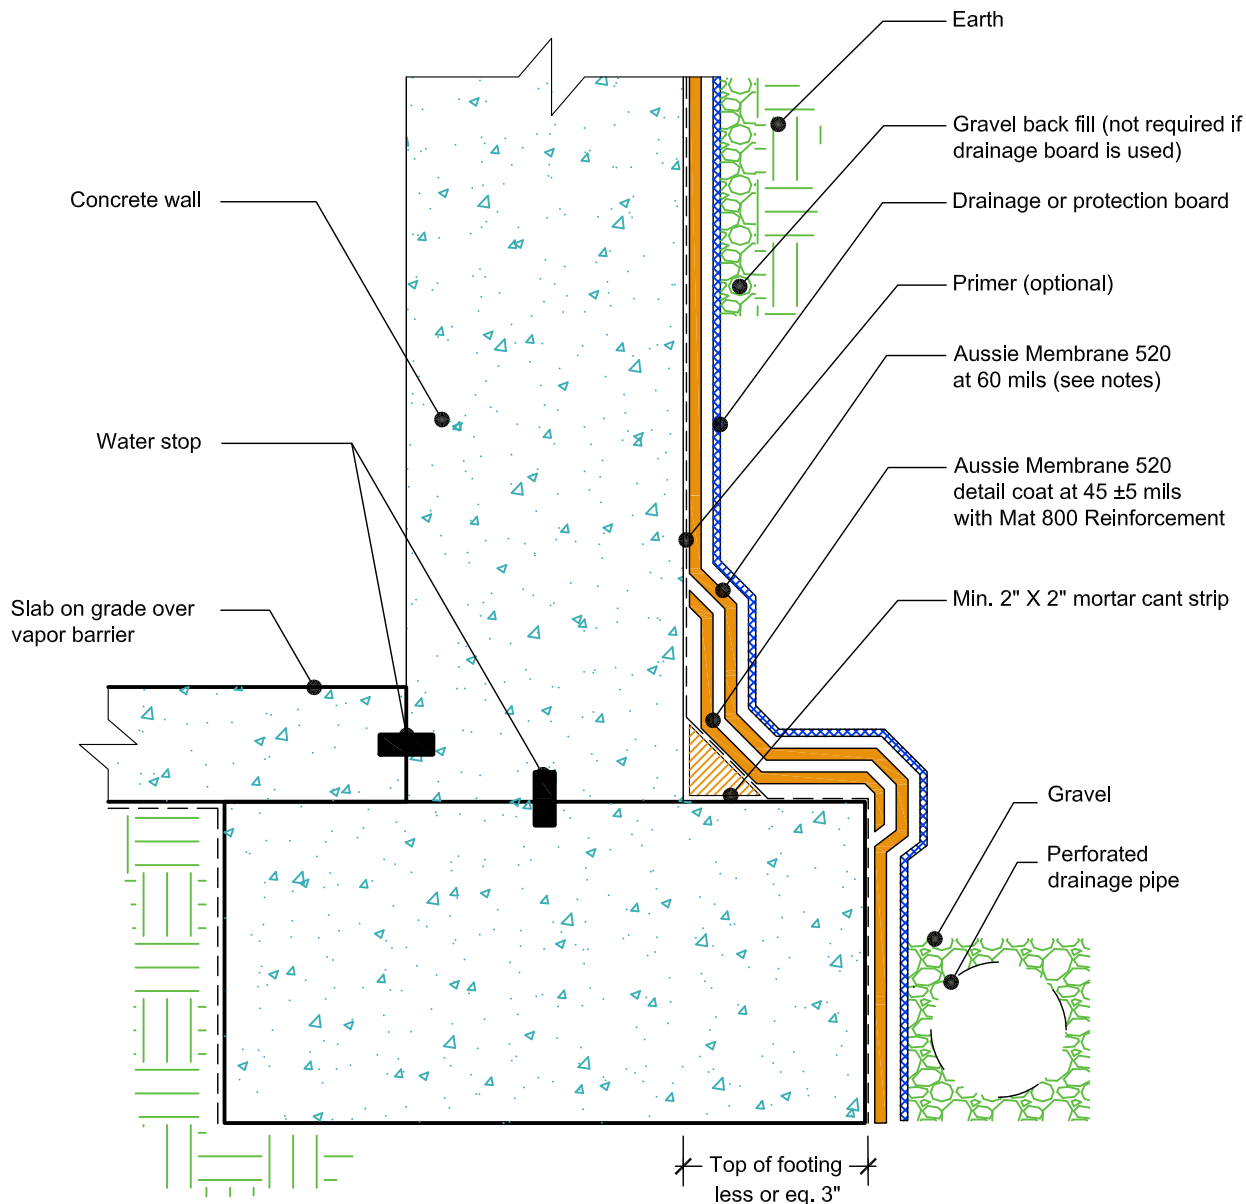 Earth
Gravel back fill (not required if
drainage board is used)
Concrete wall
Drainage or protection board
Primer (optional)
Aussie Membrane 520
at 60 mils (see notes)
Water stop
Aussie Membrane 520
detail coat at 45 ±5 mils
with Mat 800 Reinforcement
Slab on grade over
vapor barrier
Min. 2" X 2" mortar cant strip
Gravel
Perforated
drainage pipe
Top of footing
less or eq. 3"